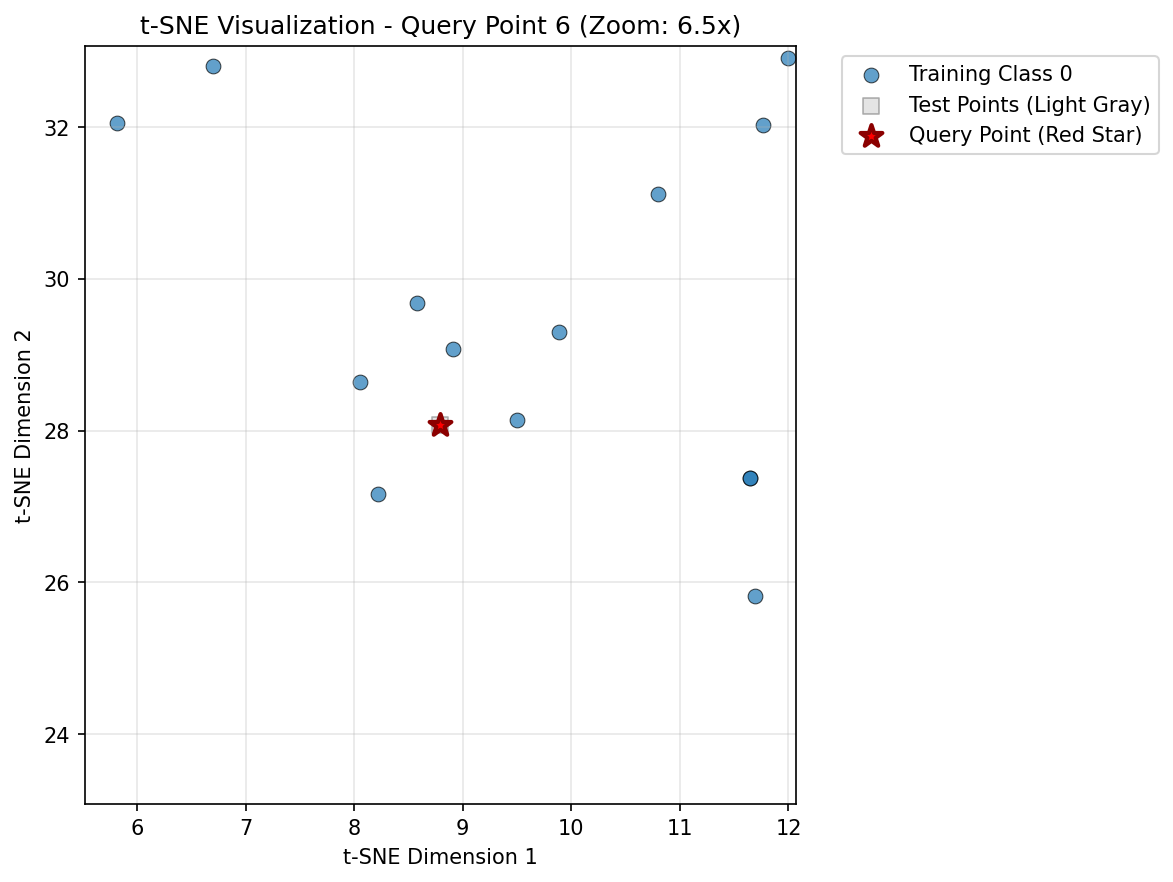 t-SNE Visualization - Query Point 6 (Zoom: 6.5x)
Training Class 0
Test Points (Light Gray)
Query Point (Red Star)
t-SNE Dimension 2
32
30
28
26
24
6 7 8 9 10 11 12
t-SNE Dimension 1